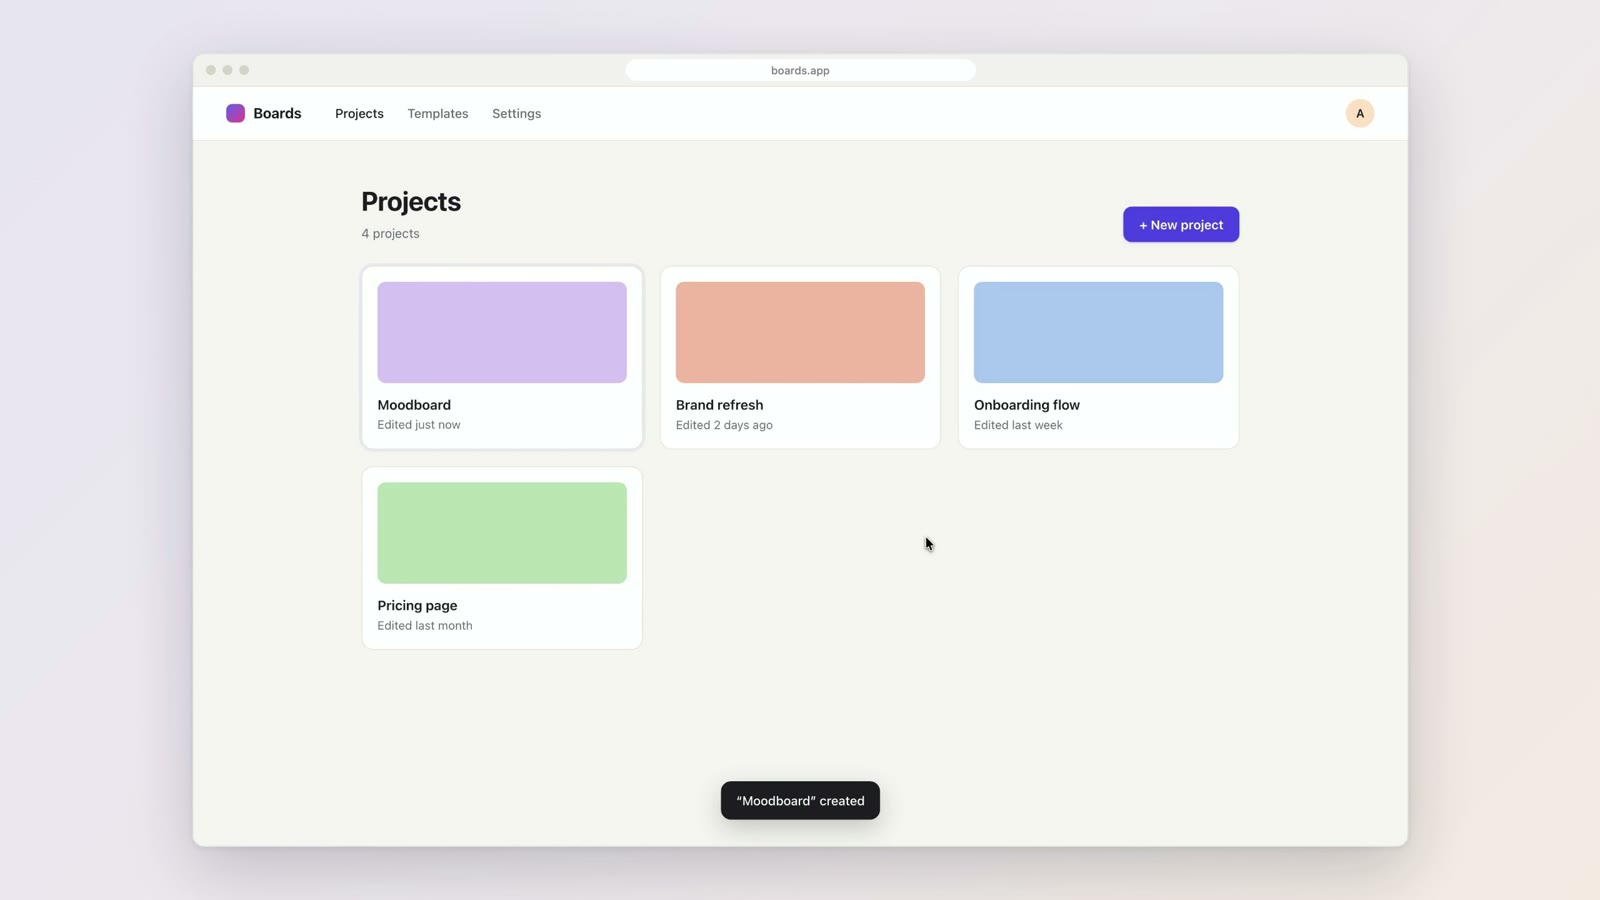 boards.app
Boards
Projects
Templates
Settings
A
Projects
4 projects
+ New project
Moodboard
Edited just now
Brand refresh
Edited 2 days ago
Onboarding flow
Edited last week
Pricing page
Edited last month
“Moodboard” created